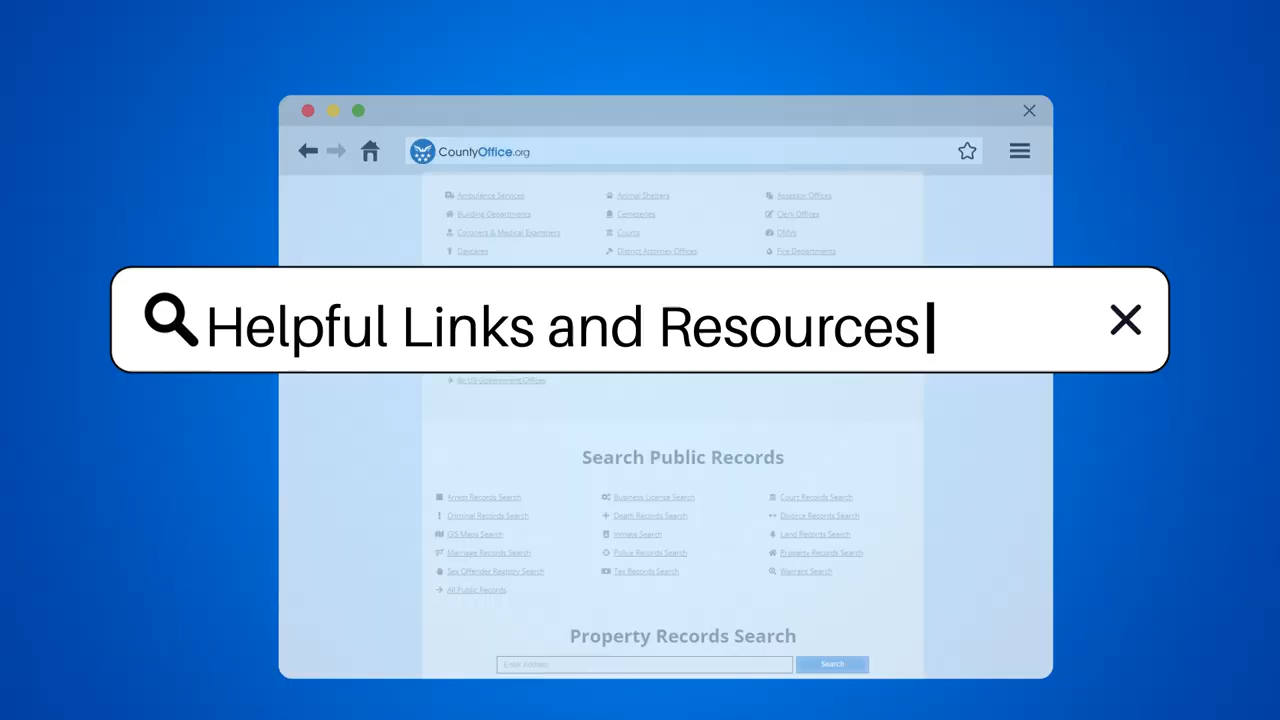 CountyOffice.org
Ambulance Services Animal Shelters Assessor Offices
Building Departments Cemeteries Clerk Offices
Coroners & Medical Examiners Courts DMVs
Daycares District Attorney Offices Fire Departments
Helpful Links and Resources
All US Government Offices
Search Public Records
Arrest Records Search Business License Search Court Records Search
Criminal Records Search Death Records Search Divorce Records Search
GIS Maps Search Inmate Search Land Records Search
Marriage Records Search Police Records Search Property Records Search
Sex Offender Registry Search Tax Records Search Warrant Search
All Public Records
Property Records Search
Enter Address Search